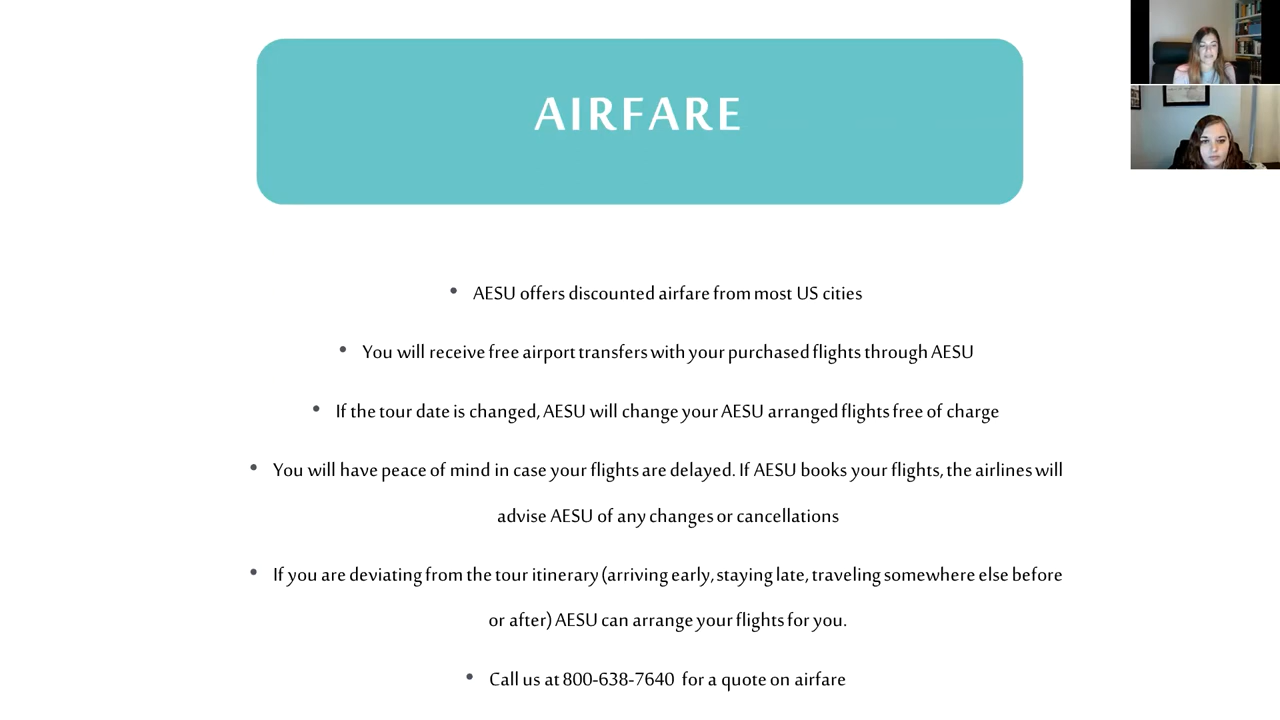 AIRFARE
• AESU offers discounted airfare from most US cities
• You will receive free airport transfers with your purchased flights through AESU
• If the tour date is changed, AESU will change your AESU arranged flights free of charge
• You will have peace of mind in case your flights are delayed. If AESU books your flights, the airlines will
advise AESU of any changes or cancellations
• If you are deviating from the tour itinerary (arriving early, staying late, traveling somewhere else before
or after) AESU can arrange your flights for you.
• Call us at 800-638-7640 for a quote on airfare